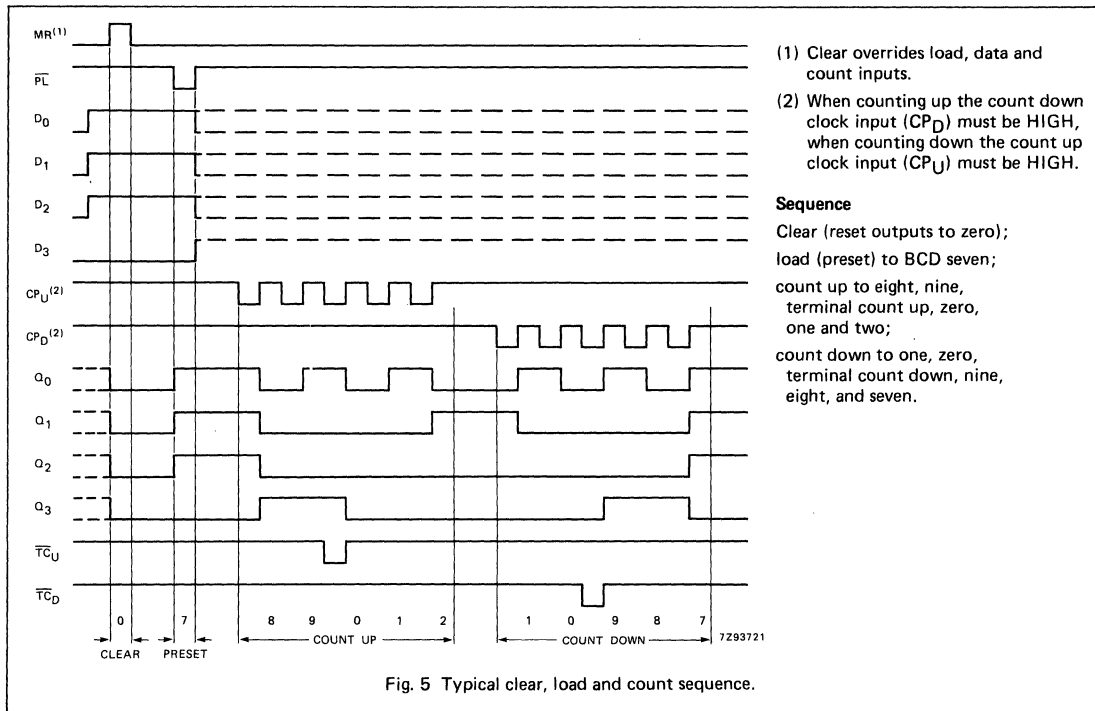 MR(1)
PL
D0
D1
D2
D3
CPU(2)
CPD(2)
Q0
Q1
Q2
Q3
TCU
TCD
0 7 8 9 0 1 2 1 0 9 8 7
CLEAR PRESET COUNT UP COUNT DOWN 7Z93721
(1) Clear overrides load, data and
count inputs.
(2) When counting up the count down
clock input (CPD) must be HIGH,
when counting down the count up
clock input (CPU) must be HIGH.
Sequence
Clear (reset outputs to zero);
load (preset) to BCD seven;
count up to eight, nine,
terminal count up, zero,
one and two;
count down to one, zero,
terminal count down, nine,
eight, and seven.
Fig. 5 Typical clear, load and count sequence.